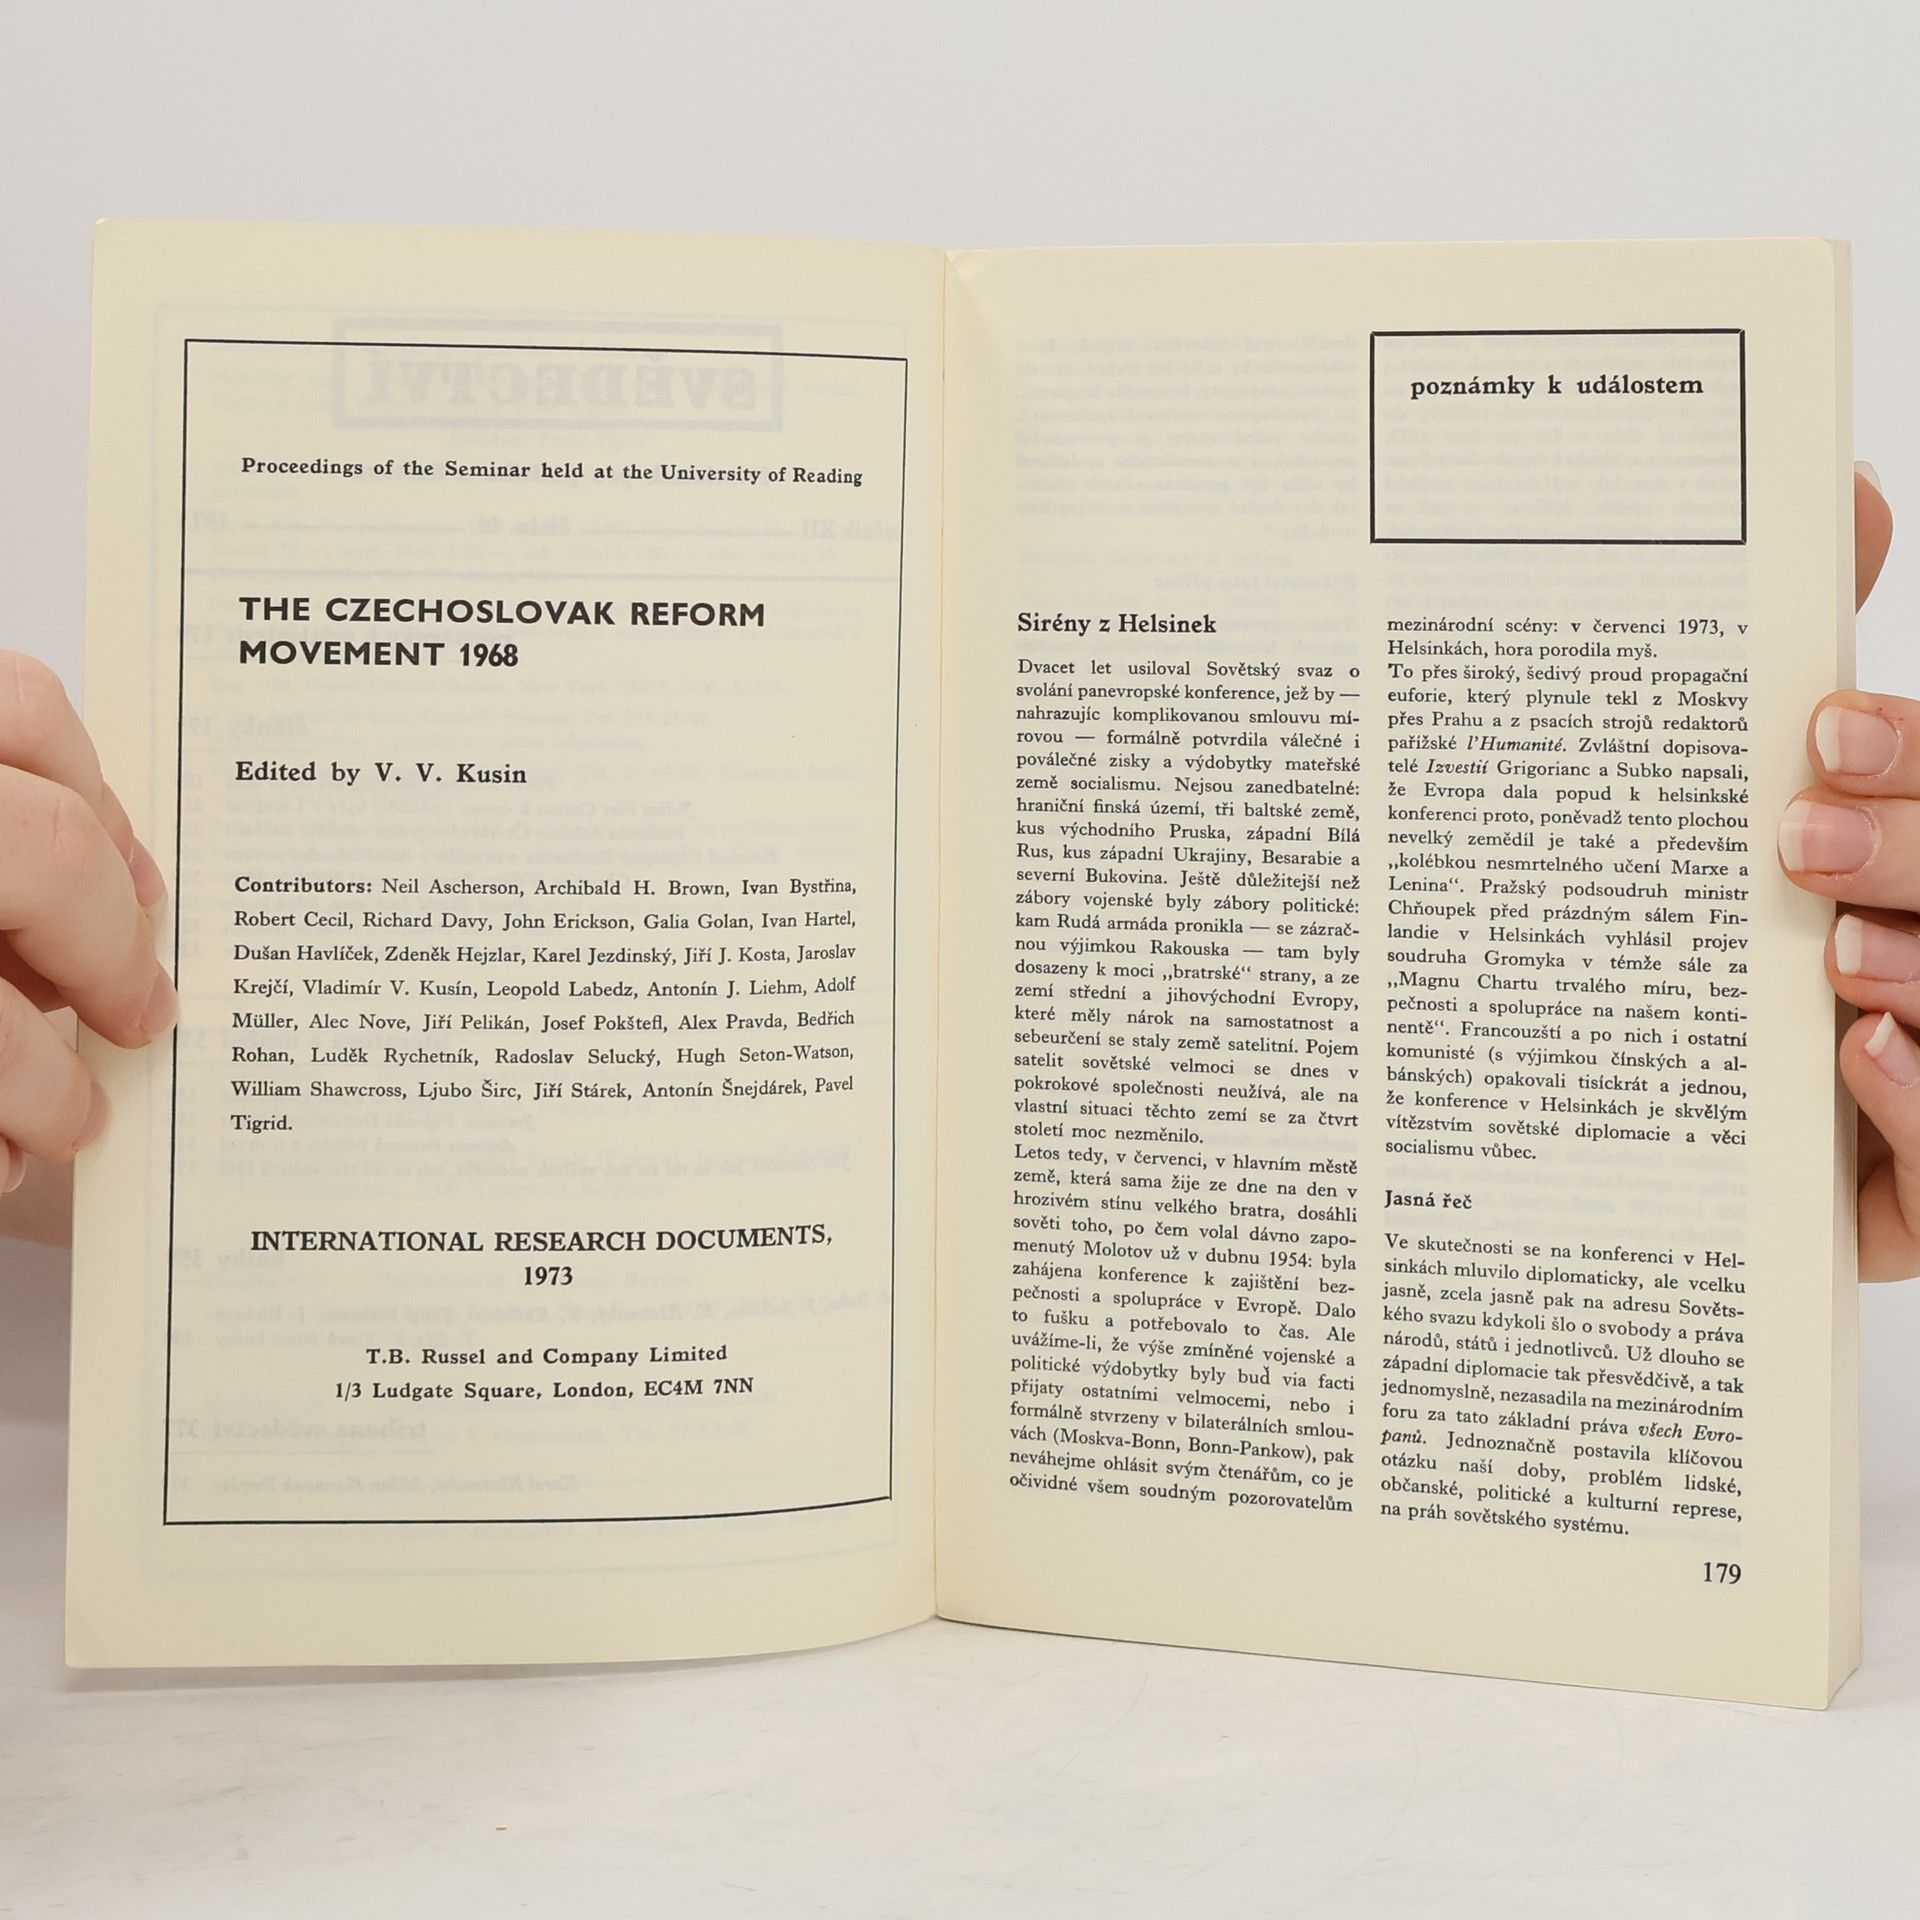 Proceedings of the Seminar held at the University of Reading
THE CZECHOSLOVAK REFORM
MOVEMENT 1968
Edited by V. V. Kusin
Contributors: Neil Ascherson, Archibald H. Brown, Ivan Bystřina,
Robert Cecil, Richard Davy, John Erickson, Galia Golan, Ivan Hartel,
Dušan Havlíček, Zdeněk Hejzlar, Karel Jezdinský, Jiří J. Kosta, Jaroslav
Krejčí, Vladimír V. Kusín, Leopold Labedz, Antonín J. Liehm, Adolf
Müller, Alec Nove, Jiří Pelikán, Josef Pokštefl, Alex Pravda, Bedřich
Rohan, Luděk Rychetník, Radoslav Selucký, Hugh Seton-Watson,
William Shawcross, Ljubo Širc, Jiří Stárek, Antonín Šnejdárek, Pavel
Tigrid.
INTERNATIONAL RESEARCH DOCUMENTS,
1973
T.B. Russel and Company Limited
1/3 Ludgate Square, London, EC4M 7NN
poznámky k událostem
Sirény z Helsinek
Dvacet let usiloval Sovětský svaz o
svolání panevropské konference, jež by —
nahrazujíc komplikovanou smlouvu mí-
rovou — formálně potvrdila válečné i
poválečné zisky a výdobytky mateřské
země socialismu. Nejsou zanedbatelné:
hraniční finská území, tři baltské země,
kus východního Pruska, západní Bílá
Rus, kus západní Ukrajiny, Besarabie a
severní Bukovina. Ještě důležitější než
zábory vojenské byly zábory politické:
kam Rudá armáda pronikla — se zázrač-
nou výjimkou Rakouska — tam byly
dosazeny k moci „bratrské“ strany, a ze
zemí střední a jihovýchodní Evropy,
které měly nárok na samostatnost a
sebeurčení se staly země satelitní. Pojem
satelit sovětské velmoci se dnes v
pokrokové společnosti neužívá, ale na
vlastní situaci těchto zemí se za čtvrt
století moc nezměnilo.
Letos tedy, v červenci, v hlavním městě
země, která sama žije ze dne na den v
hrozivém stínu velkého bratra, dosáhli
sověti toho, po čem volal dávno zapo-
menutý Molotov už v dubnu 1954: byla
zahájena konference k zajištění bez-
pečnosti a spolupráce v Evropě. Dalo
to fušku a potřebovalo to čas. Ale
uvážíme-li, že výše zmíněné vojenské a
politické výdobytky byly buď via facti
přijaty ostatními velmocemi, nebo i
formálně stvrzeny v bilaterálních smlou-
vách (Moskva-Bonn, Bonn-Pankow), pak
neváhejme ohlásit svým čtenářům, co je
očividné všem soudným pozorovatelům
mezinárodní scény: v červenci 1973, v
Helsinkách, hora porodila myš.
To přes široký, šedivý proud propagační
euforie, který plynule tekl z Moskvy
přes Prahu a z psacích strojů redaktorů
pařížské l'Humanité. Zvláštní dopisova-
telé Izvestií Grigorianc a Subko napsali,
že Evropa dala popud k helsinkské
konferenci proto, poněvadž tento plochou
nevelký zemědíl je také a především
„kolébkou nesmrtelného učení Marxe a
Lenina“. Pražský podsoudruh ministr
Chňoupek před prázdným sálem Fin-
landie v Helsinkách vyhlásil projev
soudruha Gromyka v témže sále za
„Magnu Chartu trvalého míru, bez-
pečnosti a spolupráce na našem konti-
nentě“. Francouzští a po nich i ostatní
komunisté (s výjimkou čínských a al-
bánských) opakovali tisíckrát a jednou,
že konference v Helsinkách je skvělým
vítězstvím sovětské diplomacie a věci
socialismu vůbec.
Jasná řeč
Ve skutečnosti se na konferenci v Hel-
sinkách mluvilo diplomaticky, ale vcelku
jasně, zcela jasně pak na adresu Sověts-
kého svazu kdykoli šlo o svobody a práva
národů, států i jednotlivců. Už dlouho se
západní diplomacie tak přesvědčivě, a tak
jednomyslně, nezasadila na mezinárodním
foru za tato základní práva všech Evro-
panů. Jednoznačně postavila klíčovou
otázku naší doby, problém lidské,
občanské, politické a kulturní represe,
na práh sovětského systému.
179